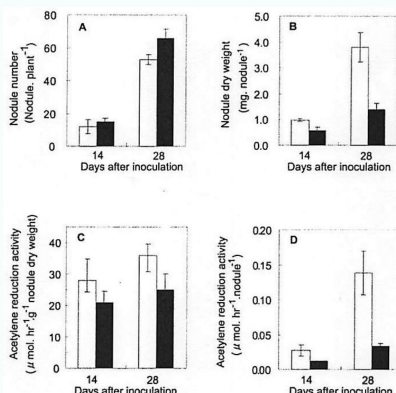 A
Nodule number
(Nodule. plant-1)
80
60
40
20
0
14
28
Days after inoculation
B
Nodule dry weight
(mg. nodule-1)
5.0
4.0
3.0
2.0
1.0
0.0
14
28
Days after inoculation
C
Acetylene reduction activity
(μ mol. hr-1.g-1 nodule dry weight)
40
30
20
10
0
14
28
Days after inoculation
D
Acetylene reduction activity
(μ mol. hr-1.nodule-1)
0.20
0.15
0.10
0.05
0.00
14
28
Days after inoculation